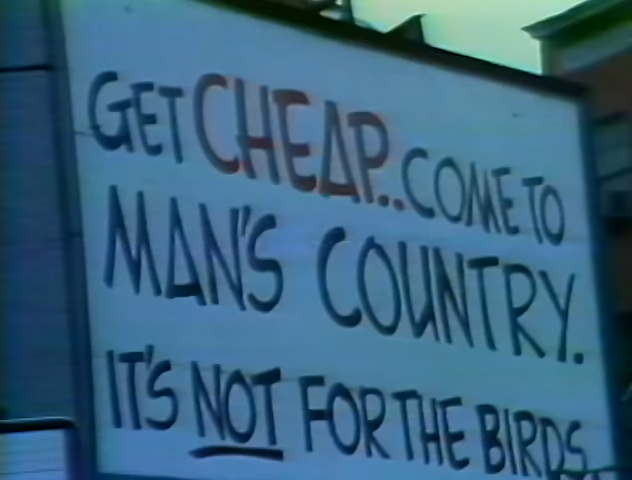 GET CHEAP.. COME TO
MAN'S COUNTRY.
IT'S NOT FOR THE BIRDS.